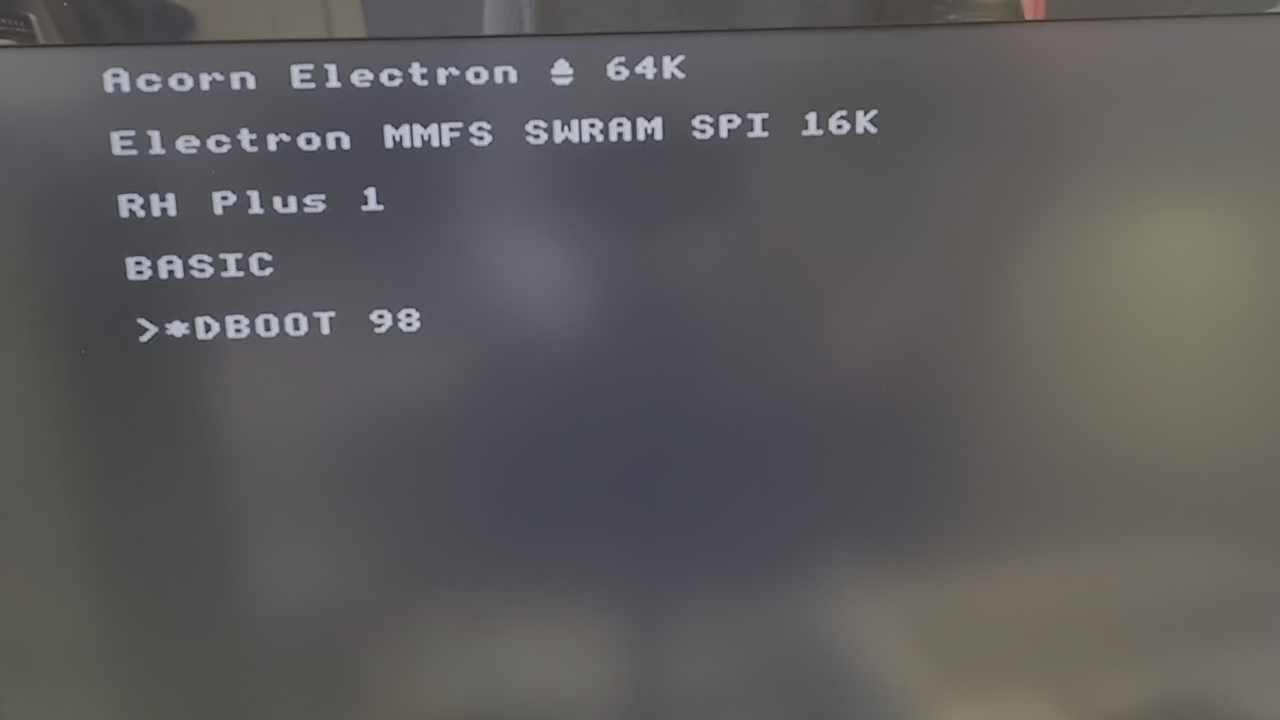 Acorn Electron 64K
Electron MMFS SWRAM SPI 16K
RH Plus 1
BASIC
>*DBOOT 98